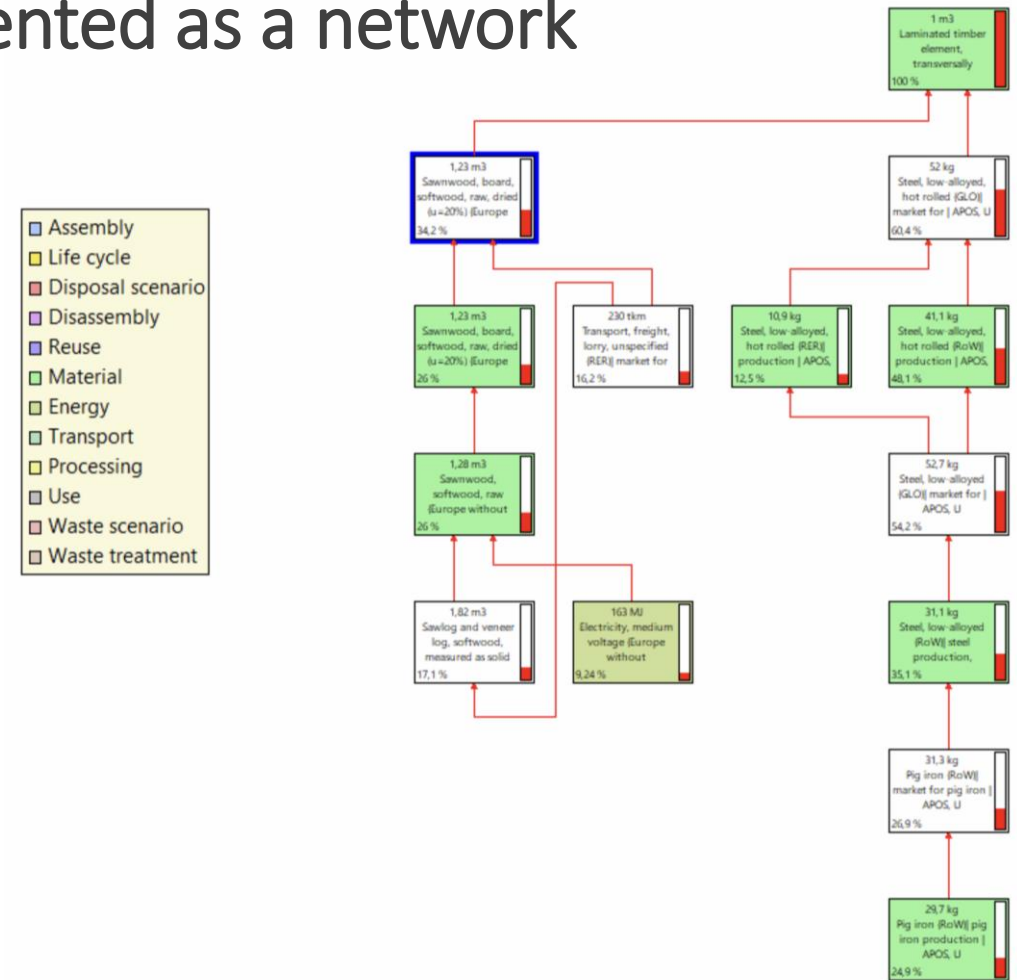 ented as a network
1 m3
Laminated timber
element,
transversally
100 %
1,23 m3
Sawnwood, board,
softwood, raw, dried
(u=20%) {Europe
34,2 %
52 kg
Steel, low-alloyed,
hot rolled {GLO}|
market for | APOS, U
60,4 %
Assembly
Life cycle
Disposal scenario
Disassembly
Reuse
Material
Energy
Transport
Processing
Use
Waste scenario
Waste treatment
1,23 m3
Sawnwood, board,
softwood, raw, dried
(u=20%) {Europe
26 %
230 tkm
Transport, freight,
lorry, unspecified
{RER}| market for
16,2 %
10,9 kg
Steel, low-alloyed,
hot rolled {RER}|
production | APOS,
12,5 %
41,1 kg
Steel, low-alloyed,
hot rolled {RoW}|
production | APOS,
48,1 %
1,28 m3
Sawnwood,
softwood, raw
{Europe without
26 %
52,7 kg
Steel, low-alloyed
{GLO}| market for |
APOS, U
54,2 %
1,82 m3
Sawlog and veneer
log, softwood,
measured as solid
17,1 %
163 MJ
Electricity, medium
voltage {Europe
without
9,24 %
31,1 kg
Steel, low-alloyed
{RoW}| steel
production,
35,1 %
31,3 kg
Pig iron {RoW}|
market for pig iron |
APOS, U
26,9 %
29,7 kg
Pig iron {RoW}| pig
iron production |
APOS, U
24,9 %